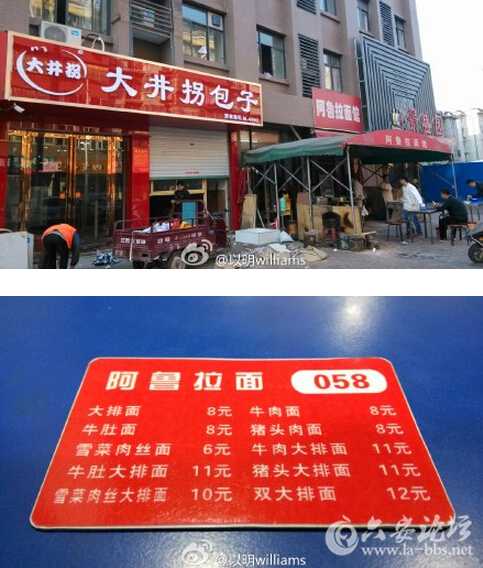 大井拐
大井拐包子
阿鲁拉面馆
阿鲁拉面馆
@以明williams
阿鲁拉面 058
大排面 8元 牛肉面 8元
牛肚面 8元 猪头肉面 8元
雪菜肉丝面 6元 牛肉大排面 11元
牛肚大排面 11元 猪头大排面 11元
雪菜肉丝大排面 10元 双大排面 12元
六安论坛
www.la-bbs.net
@以明williams